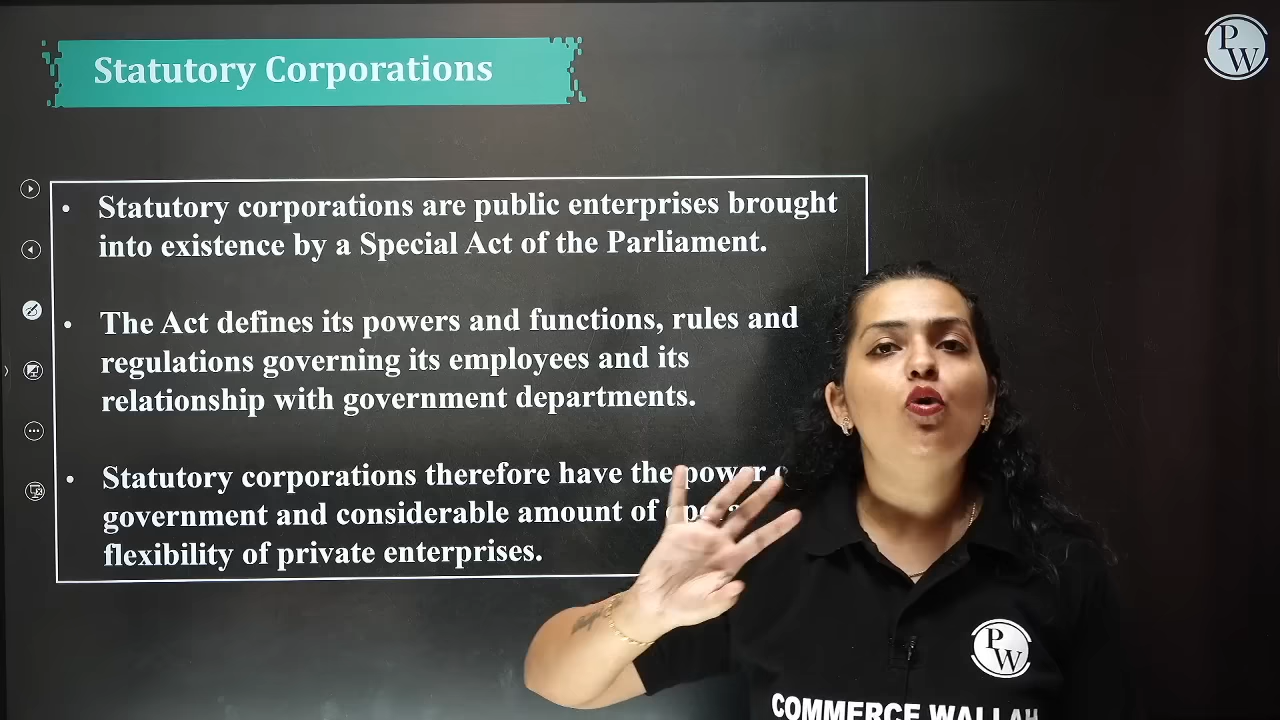 Statutory Corporations
PW
• Statutory corporations are public enterprises brought
into existence by a Special Act of the Parliament.
• The Act defines its powers and functions, rules and
regulations governing its employees and its
relationship with government departments.
• Statutory corporations therefore have the power
government and considerable amount of
flexibility of private enterprises.
PW
COMMERCE WALLAH